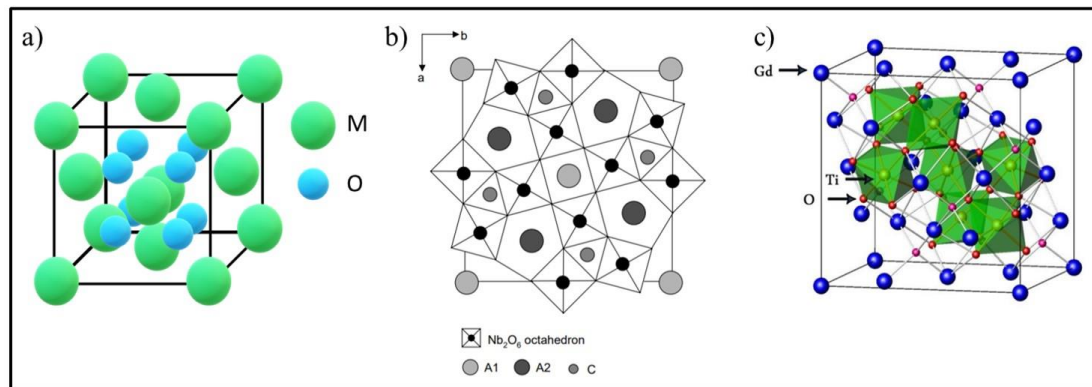 a)
M
O
b)
b
a
Nb₂O₆ octahedron
A1 A2 C
c)
Gd
Ti
O